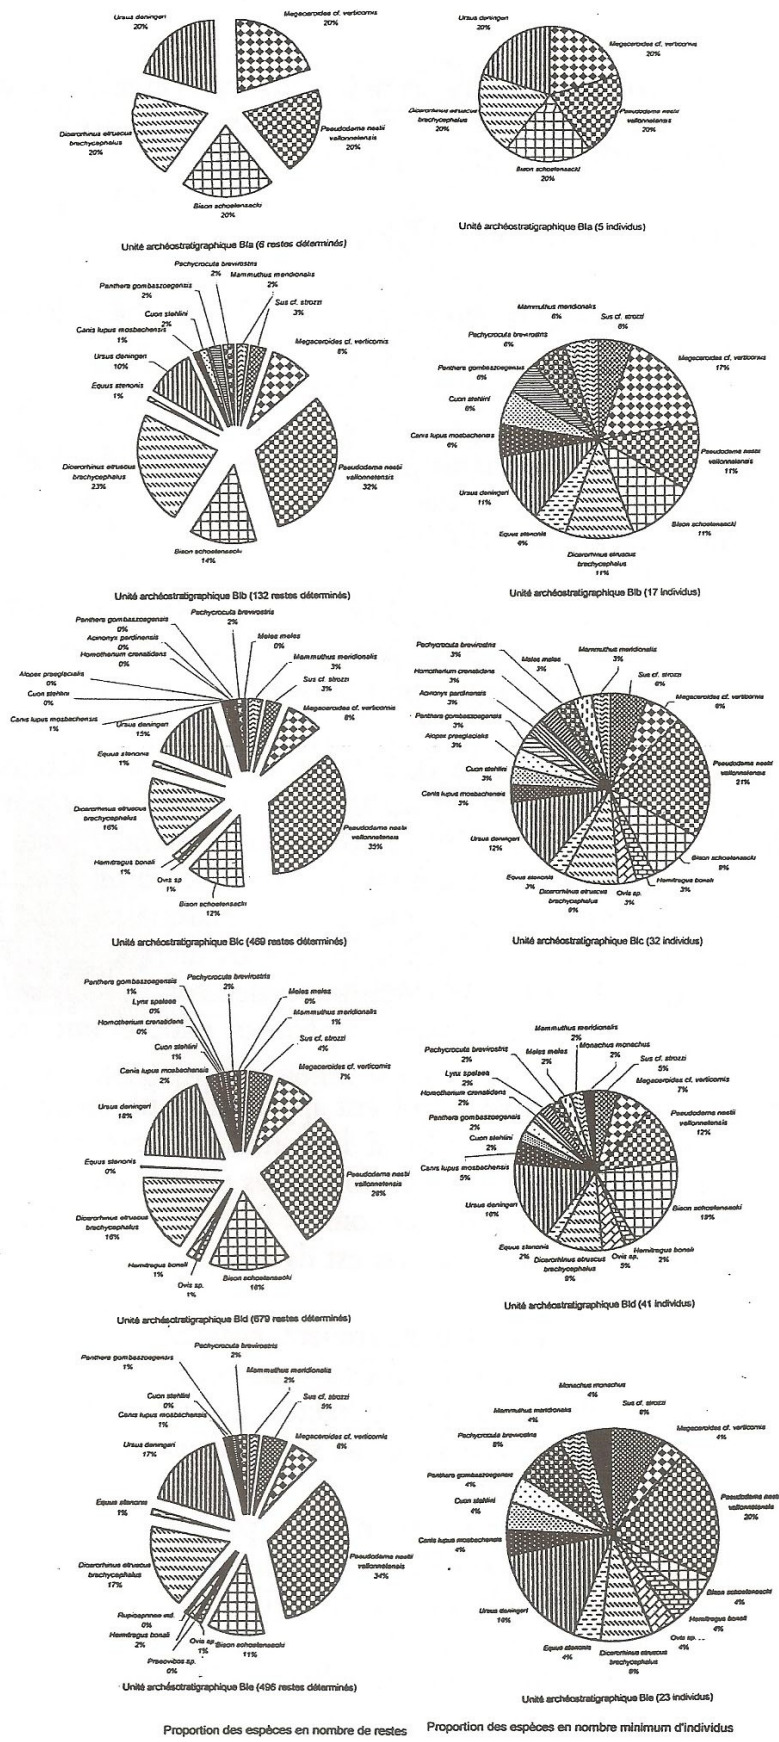 Ursus deningeri
20%
Megaceroides cf. verticornis
20%
Dicerorhinus etruscus
brachycephalus
20%
Pseudodama nestii
vallonnetensis
20%
Bison schoetensacki
20%
Unité archéostratigraphique BIa (6 restes déterminés)
Ursus deningeri
20%
Megaceroides cf. verticornis
20%
Dicerorhinus etruscus
brachycephalus
20%
Pseudodama nestii
vallonnetensis
20%
Bison schoetensacki
20%
Unité archéostratigraphique BIa (5 individus)
Pachycrocuta brevirostris
2%
Mammuthus meridionalis
2%
Panthera gombaszoegensis
2%
Sus cf. strozzi
3%
Cuon stehlini
2%
Canis lupus mosbachensis
1%
Megaceroides cf. verticornis
8%
Ursus deningeri
10%
Equus stenonis
1%
Dicerorhinus etruscus
brachycephalus
23%
Pseudodama nestii
vallonnetensis
32%
Bison schoetensacki
14%
Unité archéostratigraphique BIb (132 restes déterminés)
Mammuthus meridionalis
6%
Sus cf. strozzi
6%
Pachycrocuta brevirostris
6%
Megaceroides cf. verticornis
17%
Panthera gombaszoegensis
6%
Cuon stehlini
6%
Canis lupus mosbachensis
6%
Pseudodama nestii
vallonnetensis
11%
Ursus deningeri
11%
Bison schoetensacki
11%
Equus stenonis
6%
Dicerorhinus etruscus
brachycephalus
11%
Unité archéostratigraphique BIb (17 individus)
Pachycrocuta brevirostris
2%
Panthera gombaszoegensis
0%
Acinonyx pardinensis
0%
Homotherium crenatidens
0%
Meles meles
0%
Mammuthus meridionalis
3%
Alopex praeglacialis
0%
Cuon stehlini
0%
Sus cf. strozzi
3%
Canis lupus mosbachensis
1%
Ursus deningeri
15%
Megaceroides cf. verticornis
8%
Equus stenonis
1%
Dicerorhinus etruscus
brachycephalus
16%
Pseudodama nestii
vallonnetensis
35%
Hemitragus bonali
1%
Ovis sp
1%
Bison schoetensacki
12%
Unité archéostratigraphique BIc (469 restes déterminés)
Pachycrocuta brevirostris
3%
Meles meles
3%
Mammuthus meridionalis
3%
Homotherium crenatidens
3%
Sus cf. strozzi
6%
Acinonyx pardinensis
3%
Megaceroides cf. verticornis
6%
Panthera gombaszoegensis
3%
Alopex praeglacialis
3%
Cuon stehlini
3%
Pseudodama nestii
vallonnetensis
21%
Canis lupus mosbachensis
3%
Ursus deningeri
12%
Bison schoetensacki
9%
Equus stenonis
3%
Dicerorhinus etruscus
brachycephalus
9%
Ovis sp.
3%
Hemitragus bonali
3%
Unité archéostratigraphique BIc (32 individus)
Panthera gombaszoegensis
1%
Pachycrocuta brevirostris
2%
Lynx spelaea
0%
Meles meles
0%
Homotherium crenatidens
0%
Mammuthus meridionalis
1%
Cuon stehlini
1%
Sus cf. strozzi
4%
Canis lupus mosbachensis
2%
Megaceroides cf. verticornis
7%
Ursus deningeri
18%
Equus stenonis
0%
Pseudodama nestii
vallonnetensis
28%
Dicerorhinus etruscus
brachycephalus
16%
Hemitragus bonali
1%
Ovis sp.
1%
Bison schoetensacki
16%
Unité archéostratigraphique BId (679 restes déterminés)
Mammuthus meridionalis
2%
Pachycrocuta brevirostris
2%
Meles meles
2%
Monachus monachus
2%
Sus cf. strozzi
5%
Lynx spelaea
2%
Homotherium crenatidens
2%
Megaceroides cf. verticornis
7%
Panthera gombaszoegensis
2%
Pseudodama nestii
vallonnetensis
12%
Cuon stehlini
2%
Canis lupus mosbachensis
5%
Ursus deningeri
16%
Bison schoetensacki
19%
Equus stenonis
2%
Dicerorhinus etruscus
brachycephalus
9%
Ovis sp.
5%
Hemitragus bonali
2%
Unité archéostratigraphique BId (41 individus)
Panthera gombaszoegensis
1%
Pachycrocuta brevirostris
2%
Mammuthus meridionalis
2%
Cuon stehlini
0%
Sus cf. strozzi
5%
Canis lupus mosbachensis
1%
Ursus deningeri
17%
Megaceroides cf. verticornis
6%
Equus stenonis
1%
Dicerorhinus etruscus
brachycephalus
17%
Pseudodama nestii
vallonnetensis
34%
Rupicaprinae ind.
0%
Hemitragus bonali
2%
Praeovibos sp.
0%
Ovis sp.
1%
Bison schoetensacki
11%
Unité archéostratigraphique BIe (496 restes déterminés)
Monachus monachus
4%
Mammuthus meridionalis
4%
Sus cf. strozzi
8%
Pachycrocuta brevirostris
8%
Megaceroides cf. verticornis
4%
Panthera gombaszoegensis
4%
Cuon stehlini
4%
Pseudodama nestii
vallonnetensis
20%
Canis lupus mosbachensis
4%
Bison schoetensacki
4%
Ursus deningeri
16%
Hemitragus bonali
4%
Equus stenonis
4%
Dicerorhinus etruscus
brachycephalus
8%
Ovis sp.
4%
Unité archéostratigraphique BIe (23 individus)
Proportion des espèces en nombre de restes
Proportion des espèces en nombre minimum d'individus